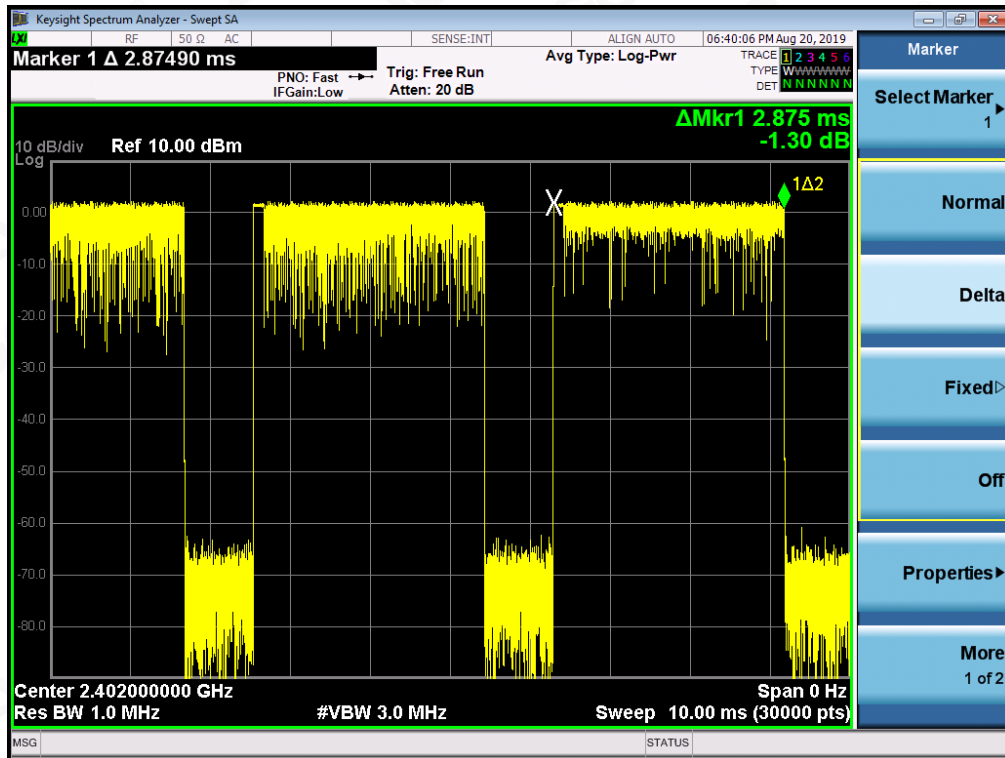 Keysight Spectrum Analyzer - Swept SA
LXI RF 50 Ω AC SENSE:INT ALIGN AUTO 06:40:06 PM Aug 20, 2019
Marker 1 Δ 2.87490 ms
PNO: Fast
IFGain:Low
Trig: Free Run
Atten: 20 dB
Avg Type: Log-Pwr
TRACE 1 2 3 4 5 6
TYPE WWWWWW
DET N N N N N N
ΔMkr1 2.875 ms
-1.30 dB
10 dB/div Ref 10.00 dBm
Log
1Δ2
X
0.00
-10.0
-20.0
-30.0
-40.0
-50.0
-60.0
-70.0
-80.0
Center 2.402000000 GHz Span 0 Hz
Res BW 1.0 MHz #VBW 3.0 MHz Sweep 10.00 ms (30000 pts)
MSG STATUS
Marker
Select Marker
1
Normal
Delta
Fixed
Off
Properties
More
1 of 2